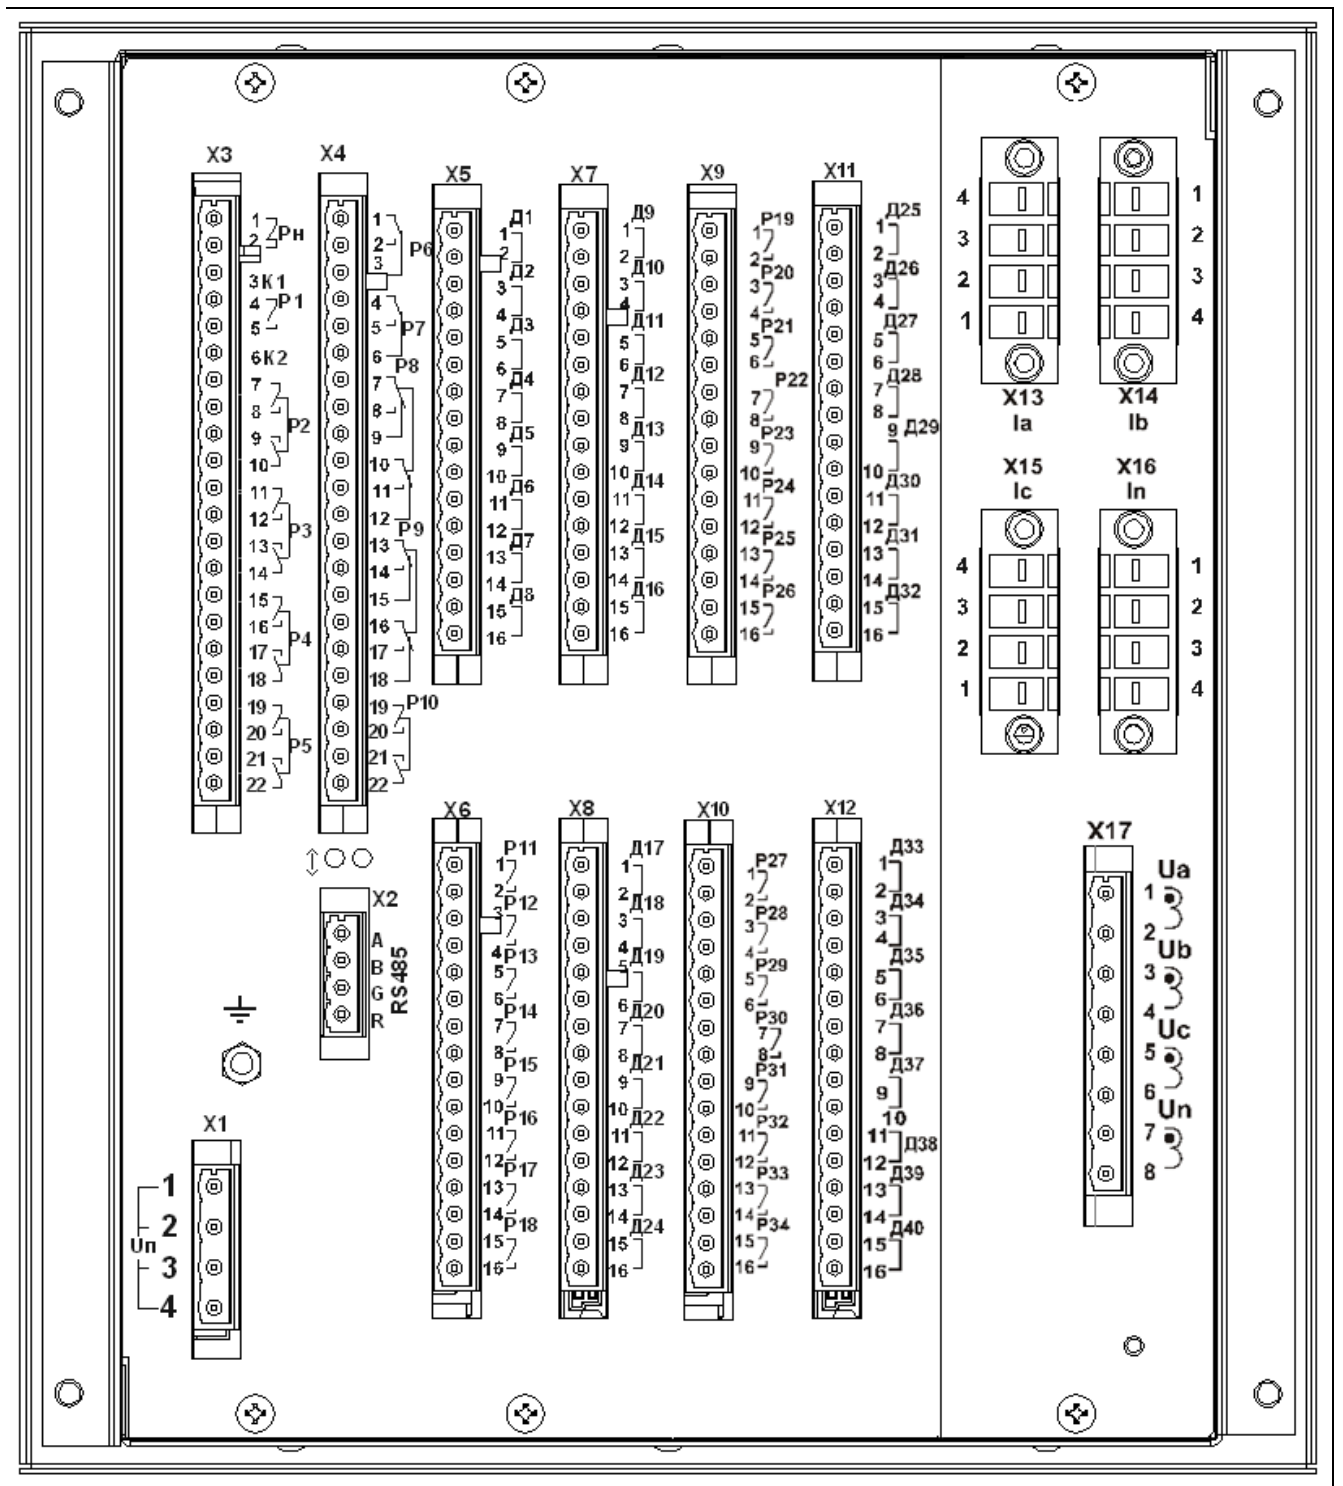 X3
1
2
Рн
3К1
4
Р1
5
6К2
7
8
Р2
9
10
11
12
Р3
13
14
15
16
Р4
17
18
19
20
Р5
21
22
X4
1
2
Р6
3
4
5
Р7
6
Р8
7
8
9
10
11
12
Р9
13
14
15
16
17
18
19
Р10
20
21
22
X5
Д1
1
2
Д2
3
4
Д3
5
6
Д4
7
8
Д5
9
10
Д6
11
12
Д7
13
14
Д8
15
16
X7
Д9
1
2
Д10
3
4
Д11
5
6
Д12
7
8
Д13
9
10
Д14
11
12
Д15
13
14
Д16
15
16
X9
Р19
1
2
Р20
3
4
Р21
5
6
Р22
7
8
Р23
9
10
Р24
11
12
Р25
13
14
Р26
15
16
X11
Д25
1
2
Д26
3
4
Д27
5
6
Д28
7
8
9 Д29
10
Д30
11
12
Д31
13
14
Д32
15
16
4
3
2
1
X13
Ia
1
2
3
4
X14
Ib
X15
Ic
4
3
2
1
X16
In
1
2
3
4
X2
A
B
G
R
RS485
X1
1
2
Uп
3
4
X6
Р11
1
2
Р12
3
4
Р13
5
6
Р14
7
8
Р15
9
10
Р16
11
12
Р17
13
14
Р18
15
16
X8
Д17
1
2
Д18
3
4
Д19
5
6
Д20
7
8
Д21
9
10
Д22
11
12
Д23
13
14
Д24
15
16
X10
Р27
1
2
Р28
3
4
Р29
5
6
Р30
7
8
Р31
9
10
Р32
11
12
Р33
13
14
Р34
15
16
X12
Д33
1
2
Д34
3
4
Д35
5
6
Д36
7
8
Д37
9
10
11
Д38
12
Д39
13
14
Д40
15
16
X17
Ua
1
2
Ub
3
4
Uc
5
6
Un
7
8